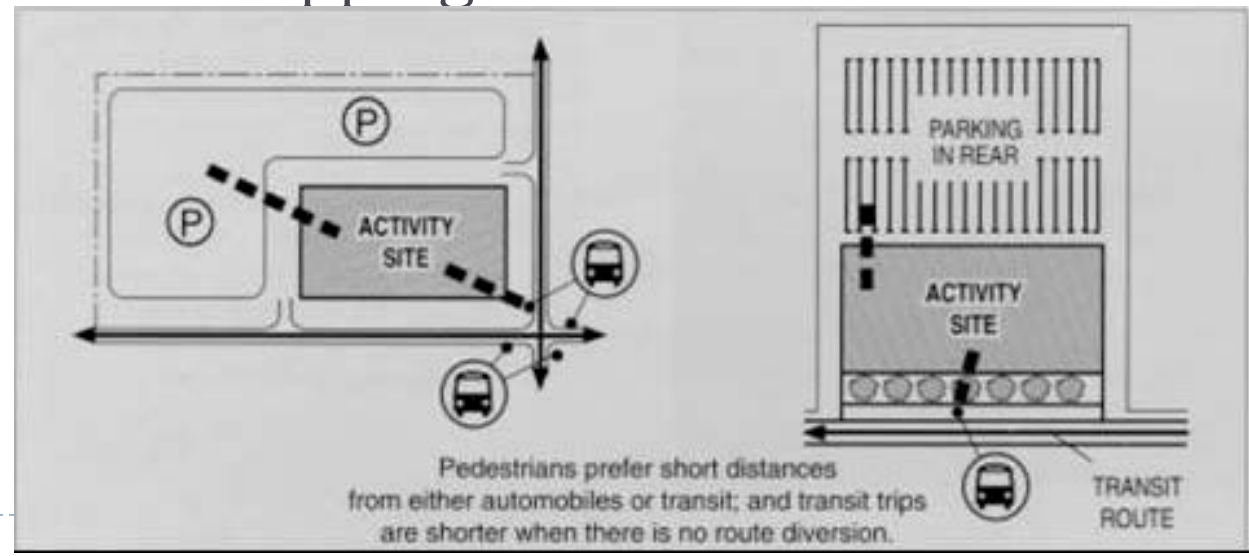 P
P
ACTIVITY
SITE
PARKING
IN REAR
ACTIVITY
SITE
TRANSIT
ROUTE
Pedestrians prefer short distances
from either automobiles or transit; and transit trips
are shorter when there is no route diversion.